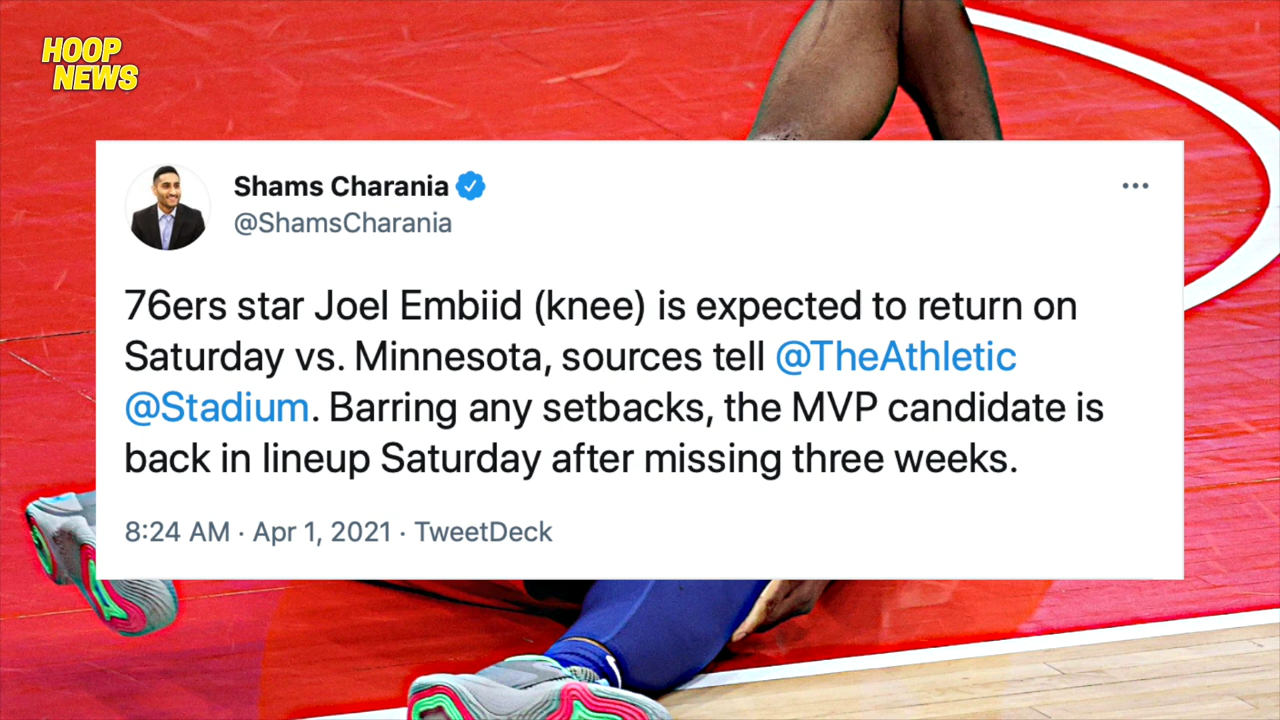 HOOP
NEWS
Shams Charania
@ShamsCharania
76ers star Joel Embiid (knee) is expected to return on
Saturday vs. Minnesota, sources tell @TheAthletic
@Stadium. Barring any setbacks, the MVP candidate is
back in lineup Saturday after missing three weeks.
8:24 AM · Apr 1, 2021 · TweetDeck